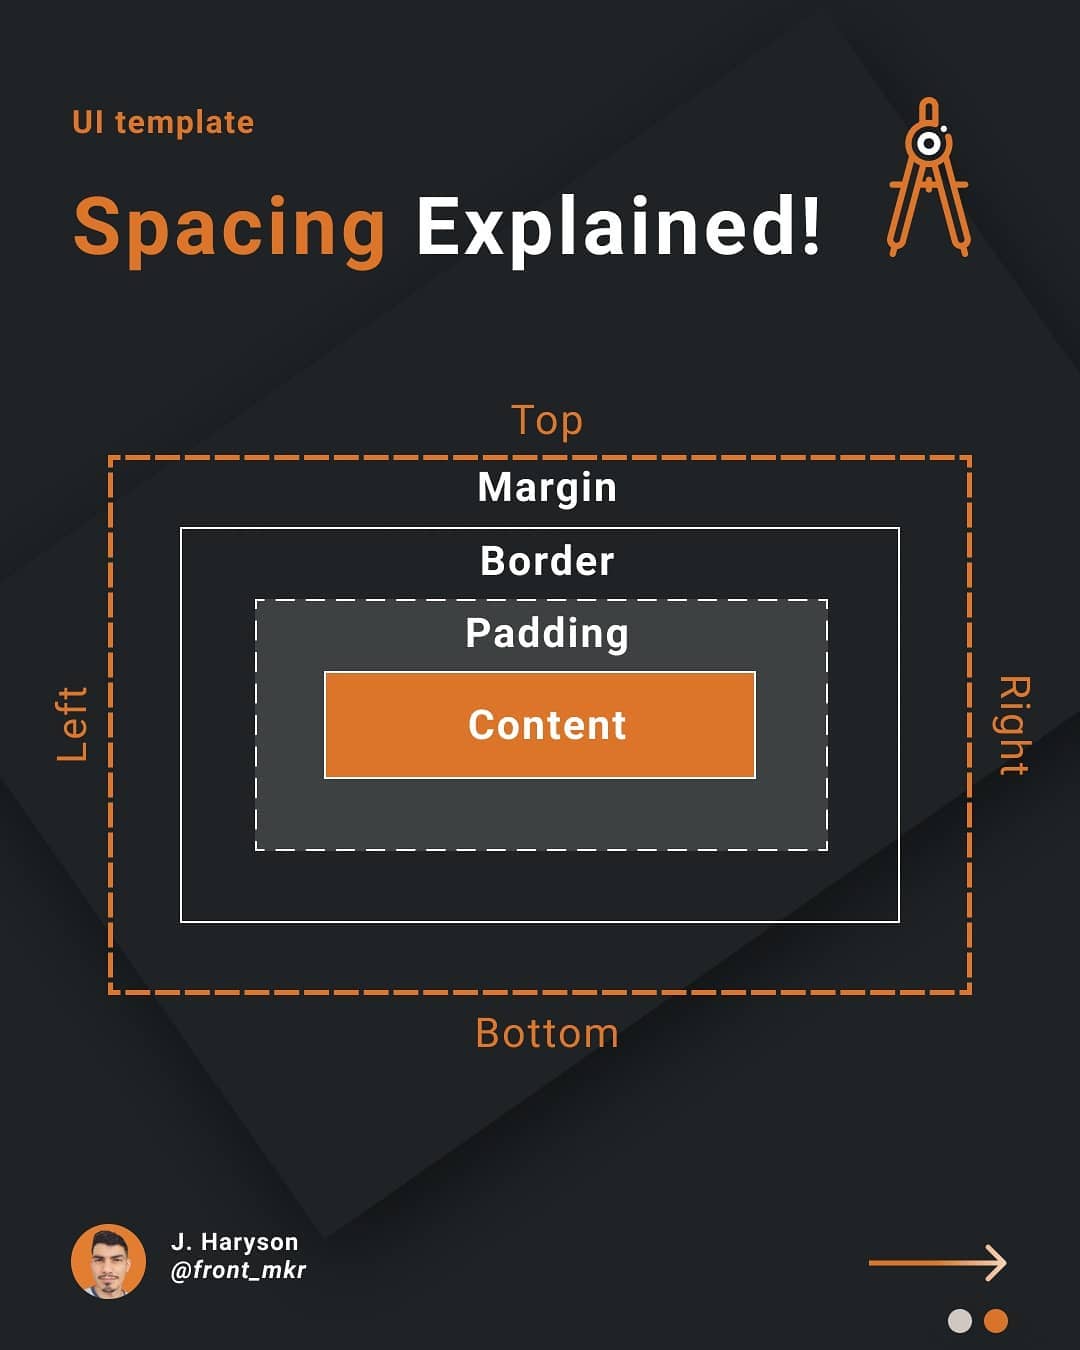 UI template
Spacing Explained!
Top
Margin
Border
Padding
Left
Content
Right
Bottom
J. Haryson
@front_mkr